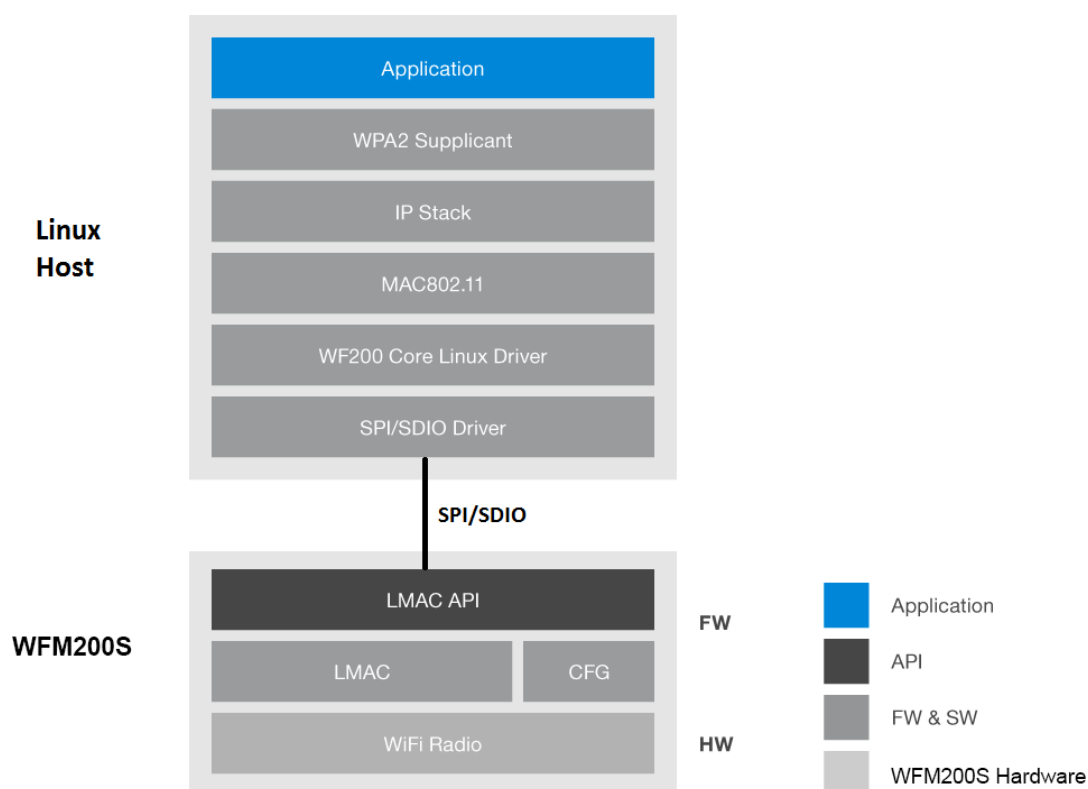 Application
WPA2 Supplicant
IP Stack
Linux
Host
MAC802.11
WF200 Core Linux Driver
SPI/SDIO Driver
SPI/SDIO
WFM200S
LMAC API
FW
LMAC
CFG
WiFi Radio
HW
Application
API
FW & SW
WFM200S Hardware